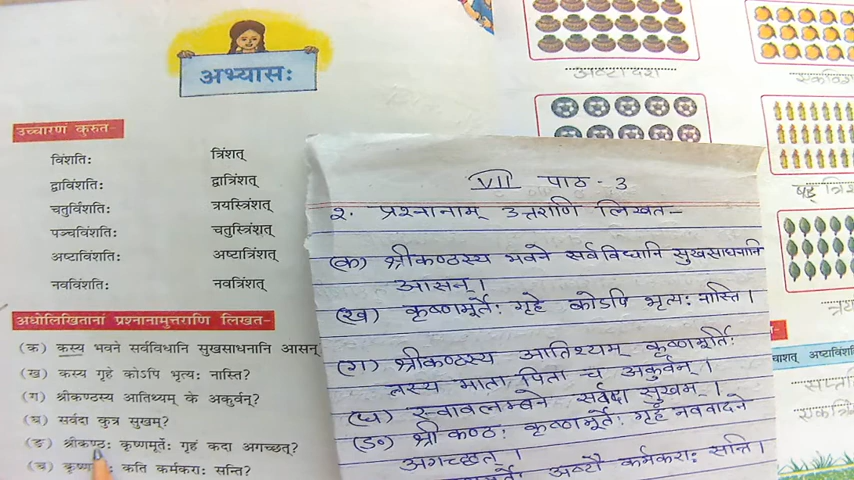 अभ्यासः
उच्चारणं कुरुत-
विंशतिः त्रिंशत्
द्वाविंशतिः द्वात्रिंशत्
चतुर्विंशतिः त्रयस्त्रिंशत्
पञ्चविंशतिः चतुस्त्रिंशत्
अष्टाविंशतिः अष्टात्रिंशत्
नवविंशतिः नवत्रिंशत्
अधोलिखितानां प्रश्नानामुत्तराणि लिखत-
(क) कस्य भवने सर्वविधानि सुखसाधनानि आसन्
(ख) कस्य गृहे कोऽपि भृत्यः नास्ति?
(ग) श्रीकण्ठस्य आतिथ्यम् के अकुर्वन्?
(घ) सर्वदा कुत्र सुखम्?
(ङ) श्रीकण्ठः कृष्णमूर्तेः गृहं कदा अगच्छत्?
(च) कति कर्मकराः सन्ति?
VII पाठ - 3
२. प्रश्नानाम् उत्तराणि लिखत-
(क) श्रीकण्ठस्य भवने सर्वविधानि सुखसाधनानि
आसन्।
(ख) कृष्णमूर्तेः गृहे कोऽपि भृत्यः नास्ति।
(ग) श्रीकण्ठस्य आतिथ्यम् कृष्णमूर्तिः
तस्य माता पिता च अकुर्वन्।
(घ) स्वावलम्बने सर्वदा सुखम्।
(ङ) श्रीकण्ठः कृष्णमूर्तेः गृहं नववादने
अगच्छत्।
अष्टौ कर्मकराः सन्ति।
अष्टादश